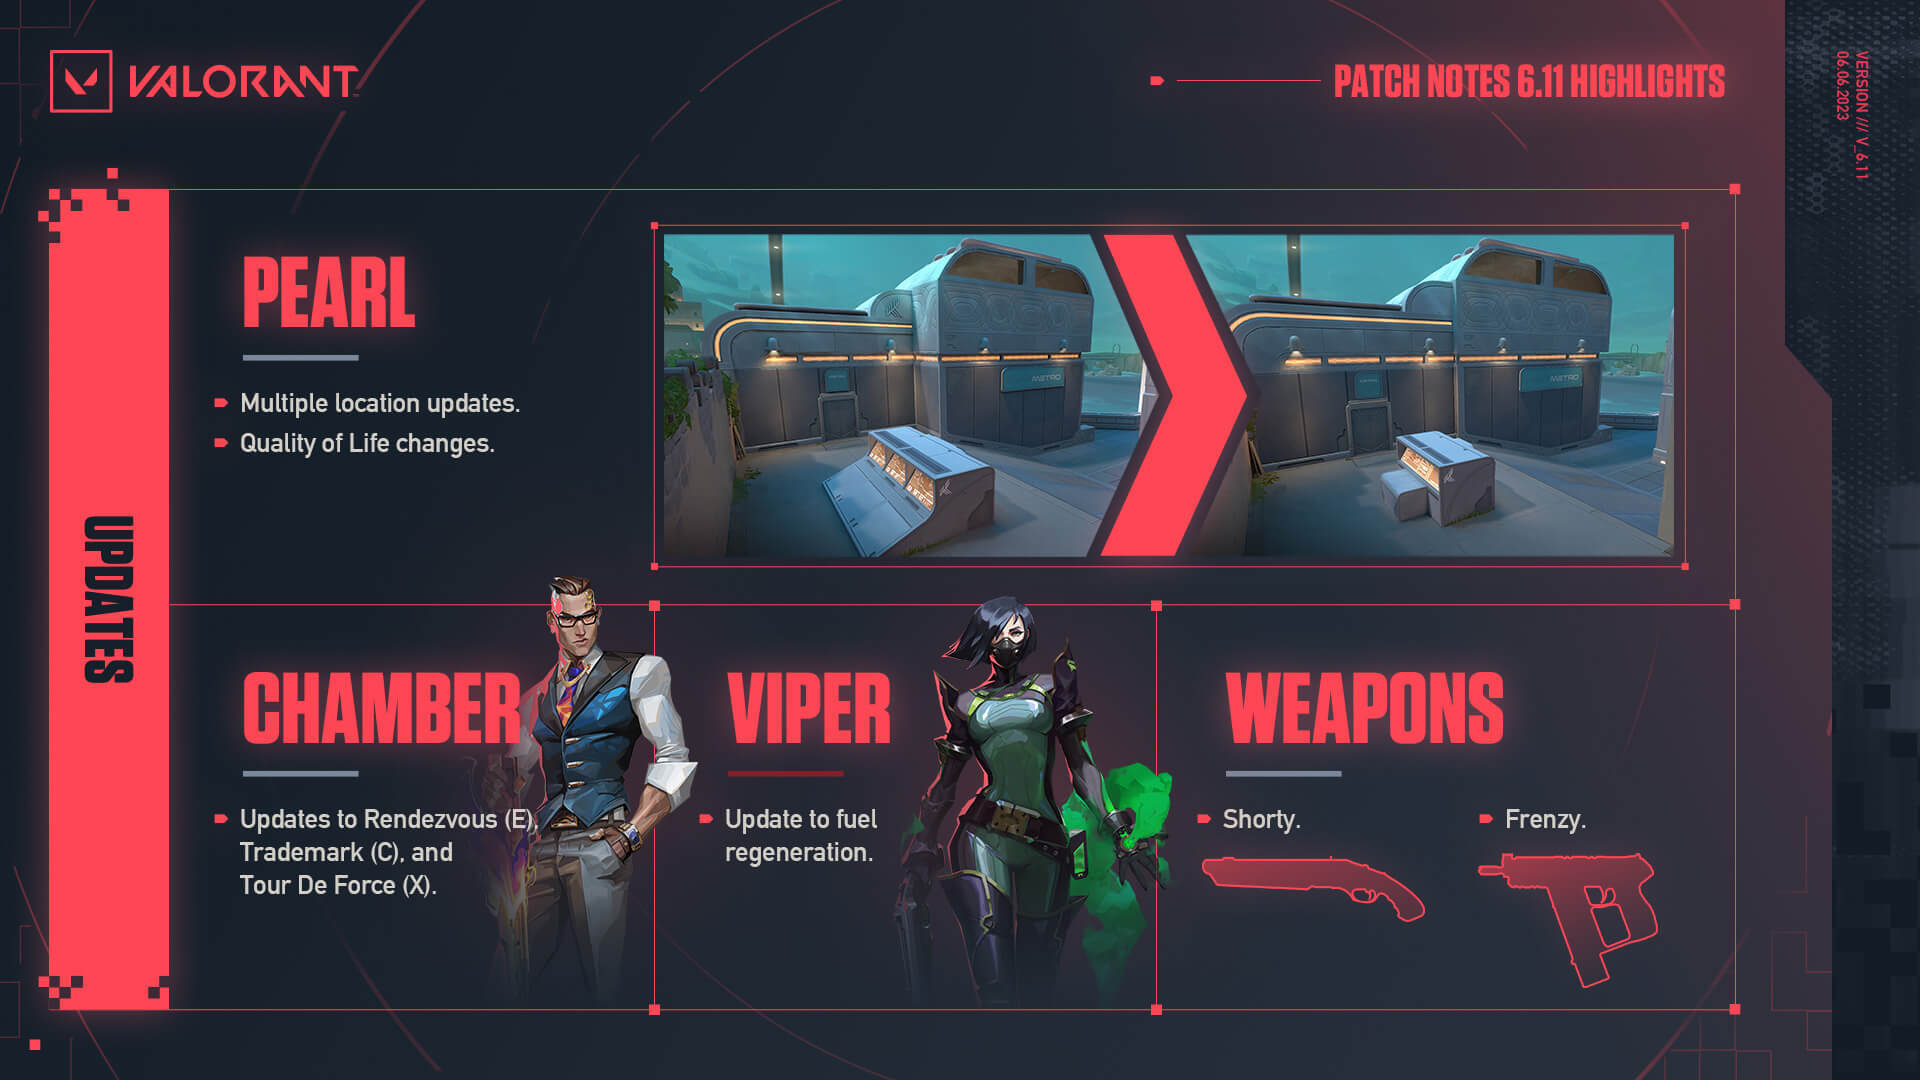 VALORANT
PATCH NOTES 6.11 HIGHLIGHTS
VERSION /// V_6.11
06.06.2023
UPDATES
PEARL
Multiple location updates.
Quality of Life changes.
METRO
METRO
CHAMBER
Updates to Rendezvous (E),
Trademark (C), and
Tour De Force (X).
VIPER
Update to fuel
regeneration.
WEAPONS
Shorty.
Frenzy.